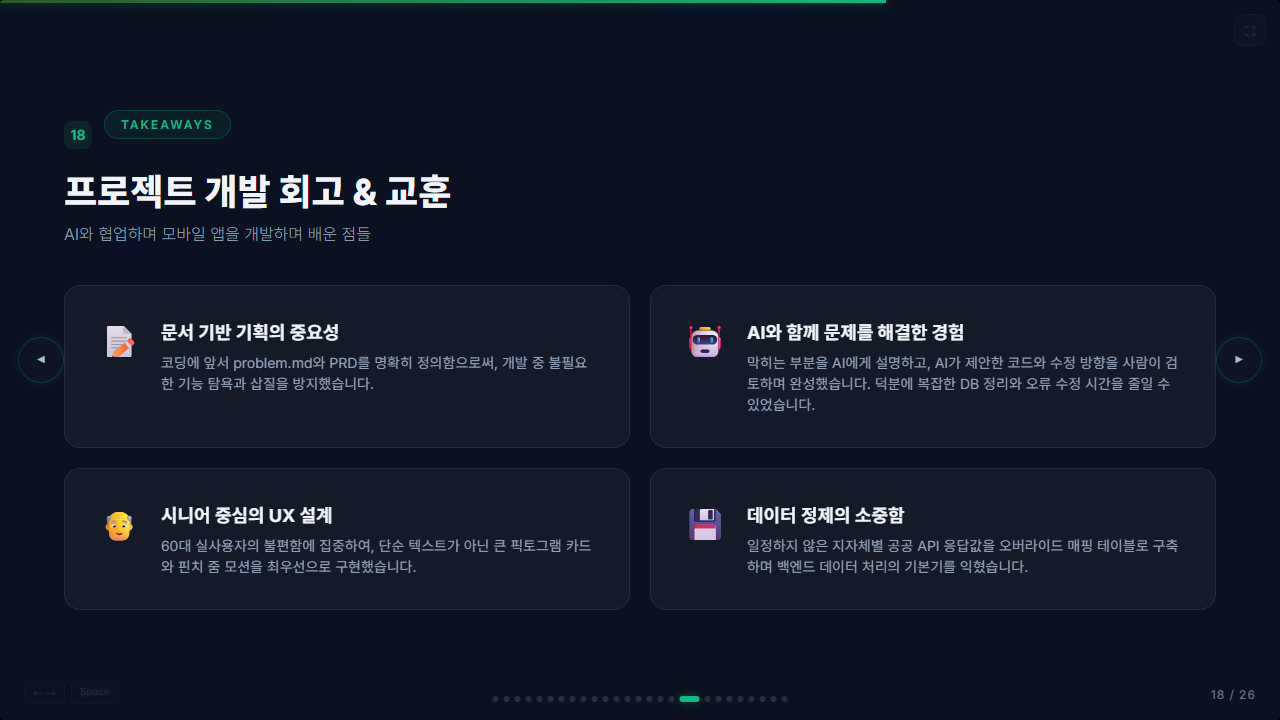 18
TAKEAWAYS
프로젝트 개발 회고 & 교훈
AI와 협업하며 모바일 앱을 개발하며 배운 점들
문서 기반 기획의 중요성
코딩에 앞서 problem.md와 PRD를 명확히 정의함으로써, 개발 중 불필요
한 기능 탐욕과 삽질을 방지했습니다.
AI와 함께 문제를 해결한 경험
막히는 부분을 AI에게 설명하고, AI가 제안한 코드와 수정 방향을 사람이 검
토하며 완성했습니다. 덕분에 복잡한 DB 정리와 오류 수정 시간을 줄일 수
있었습니다.
시니어 중심의 UX 설계
60대 실사용자의 불편함에 집중하여, 단순 텍스트가 아닌 큰 픽토그램 카드
와 핀치 줌 모션을 최우선으로 구현했습니다.
데이터 정제의 소중함
일정하지 않은 지자체별 공공 API 응답값을 오버라이드 매핑 테이블로 구축
하며 백엔드 데이터 처리의 기본기를 익혔습니다.
← → Space
18 / 26